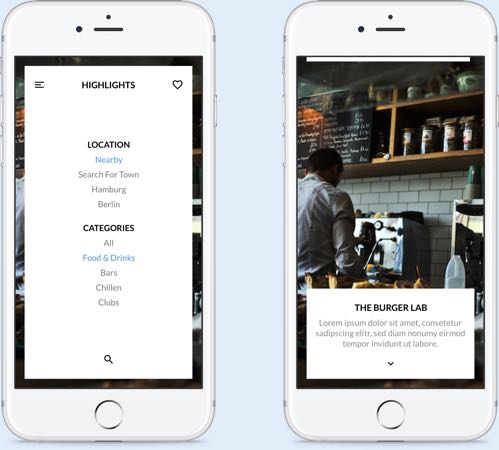 HIGHLIGHTS
LOCATION
Nearby
Search For Town
Hamburg
Berlin
CATEGORIES
All
Food & Drinks
Bars
Chillen
Clubs
THE BURGER LAB
Lorem ipsum dolor sit amet, consetetur
sadipscing elitr, sed diam nonumy eirmod
tempor invidunt ut labore.